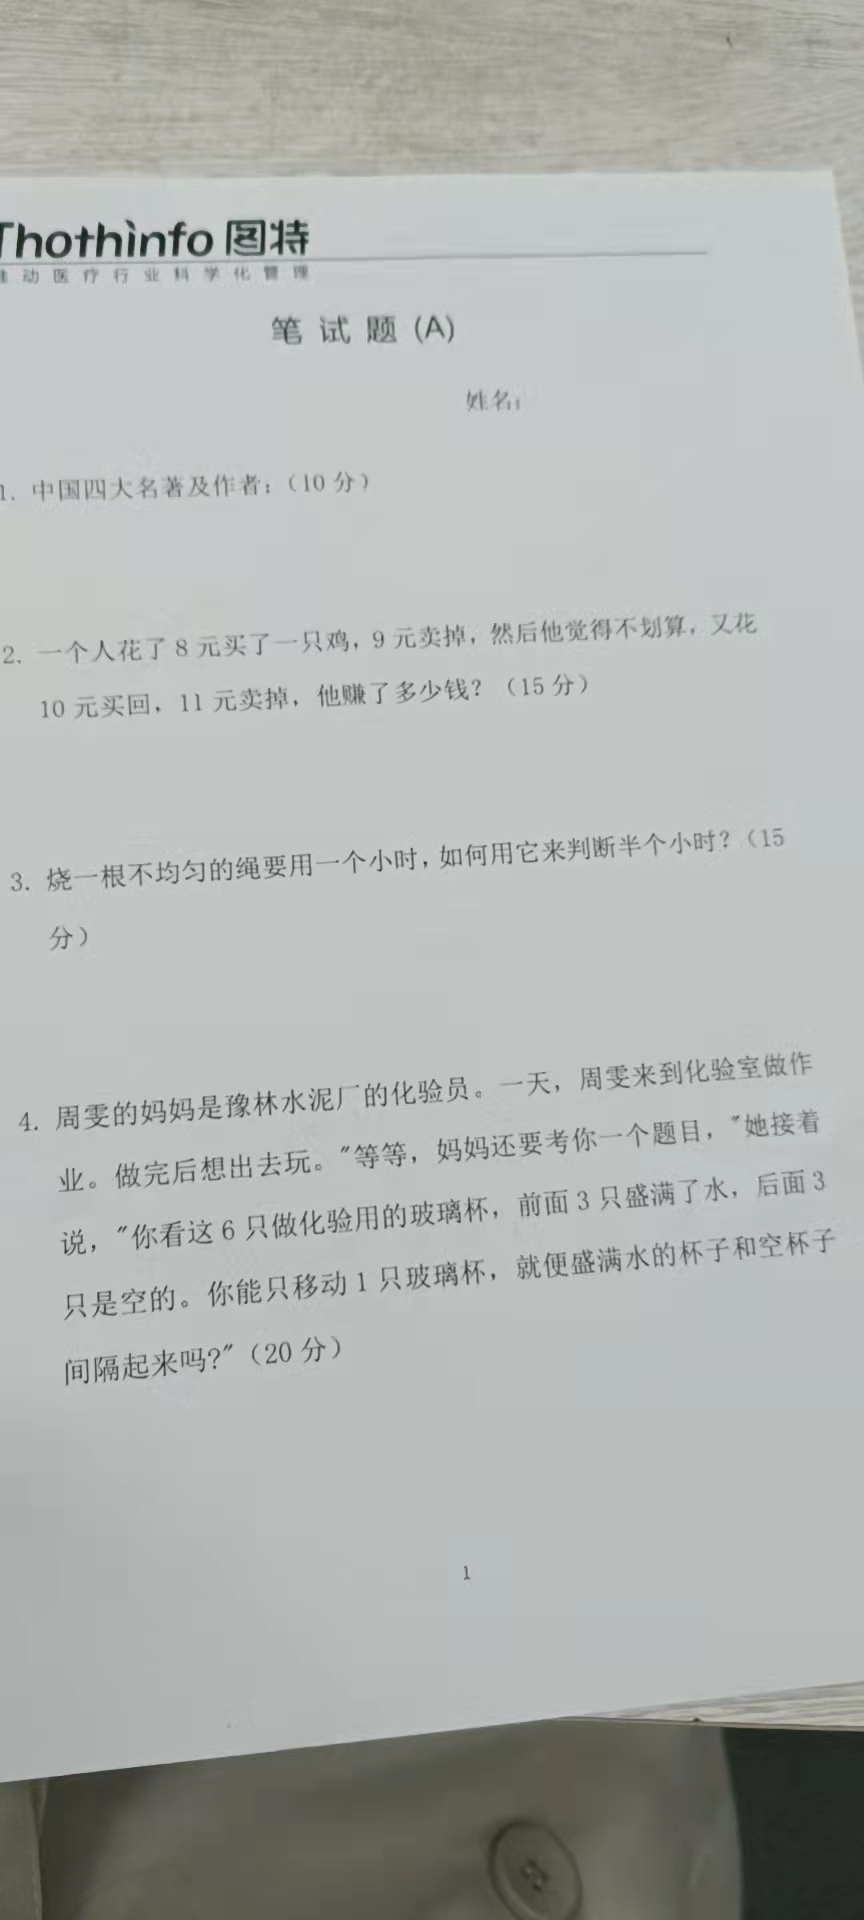 Thothinfo 图特
推动医疗行业科学化管理
笔试题 (A)
姓名:
1. 中国四大名著及作者:(10 分)
2. 一个人花了 8 元买了一只鸡, 9 元卖掉, 然后他觉得不划算, 又花
10 元买回, 11 元卖掉, 他赚了多少钱? (15 分)
3. 烧一根不均匀的绳要用一个小时, 如何用它来判断半个小时? (15
分)
4. 周雯的妈妈是豫林水泥厂的化验员。一天, 周雯来到化验室做作
业。做完后想出去玩。"等等, 妈妈还要考你一个题目, "她接着
说, "你看这 6 只做化验用的玻璃杯, 前面 3 只盛满了水, 后面 3
只是空的。你能只移动 1 只玻璃杯, 就便盛满水的杯子和空杯子
间隔起来吗?" (20 分)
1